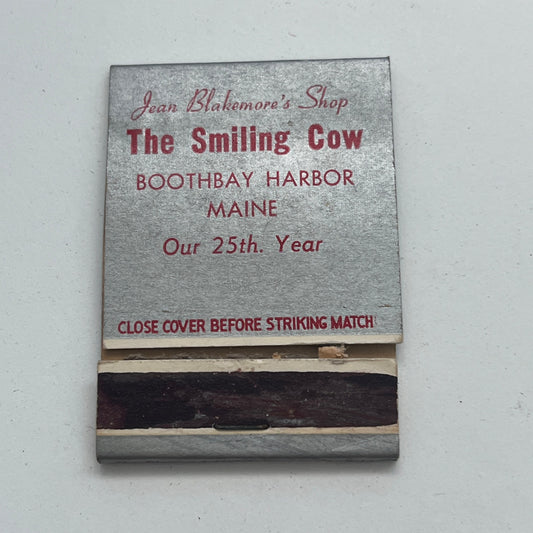 Jean Blakemore's Shop
The Smiling Cow
BOOTHBAY HARBOR
MAINE
Our 25th. Year
CLOSE COVER BEFORE STRIKING MATCH